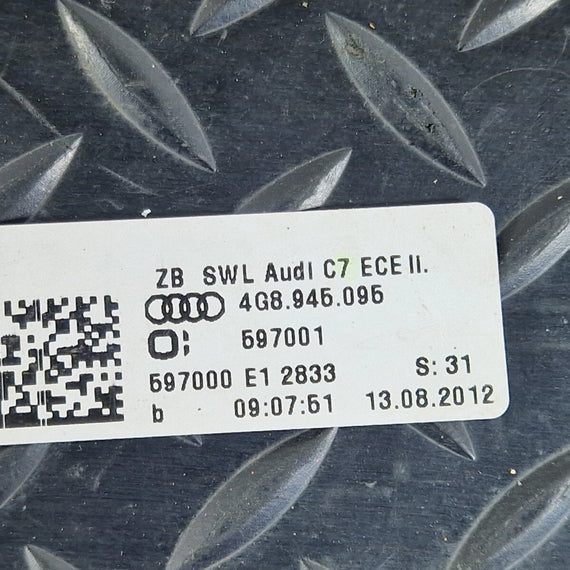 ZB SWL Audi C7 ECE li.
4G8.945.095
597001
597000 E1 2833 S: 31
b 09:07:51 13.08.2012